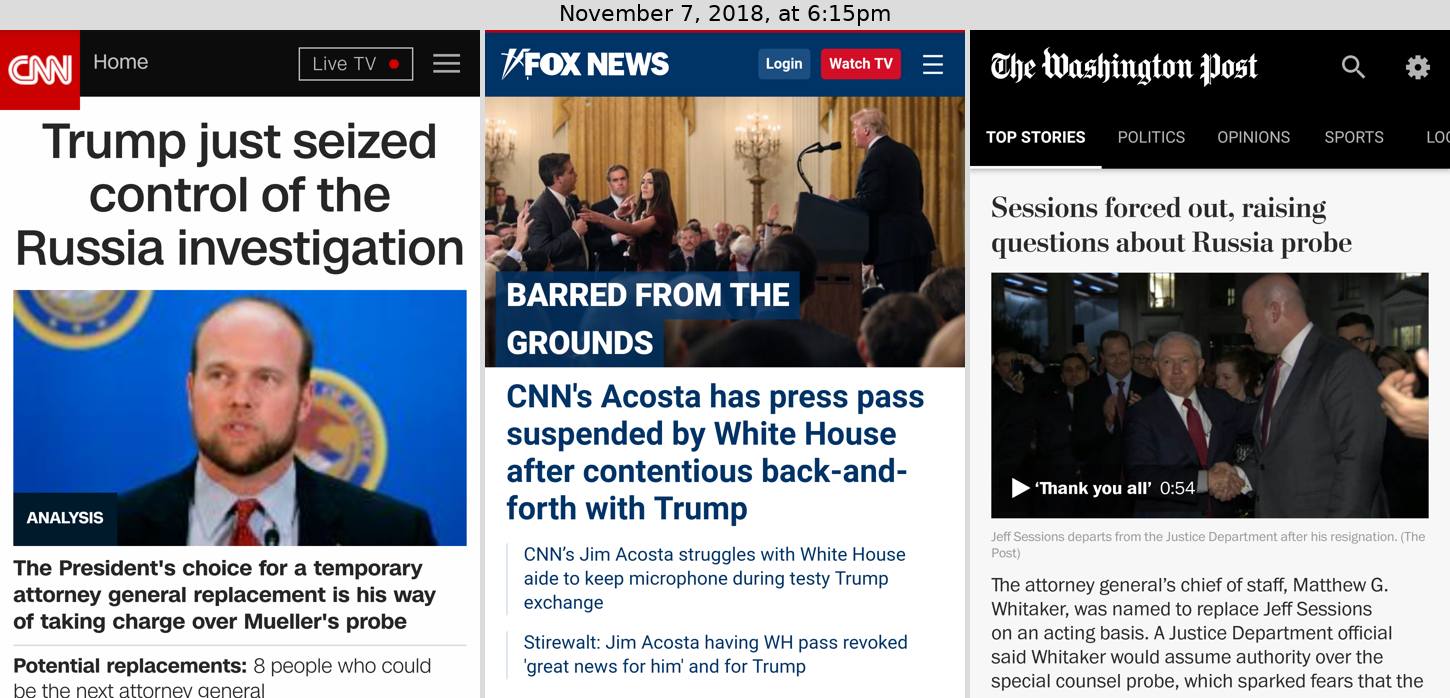 November 7, 2018, at 6:15pm
CNN
Home
Live TV
Trump just seized
control of the
Russia investigation
ANALYSIS
The President's choice for a temporary
attorney general replacement is his way
of taking charge over Mueller's probe
Potential replacements: 8 people who could
be the next attorney general
FOX NEWS
Login
Watch TV
BARRED FROM THE
GROUNDS
CNN's Acosta has press pass
suspended by White House
after contentious back-and-
forth with Trump
CNN’s Jim Acosta struggles with White House
aide to keep microphone during testy Trump
exchange
Stirewalt: Jim Acosta having WH pass revoked
'great news for him' and for Trump
The Washington Post
TOP STORIES POLITICS OPINIONS SPORTS LOC
Sessions forced out, raising
questions about Russia probe
‘Thank you all’ 0:54
Jeff Sessions departs from the Justice Department after his resignation. (The
Post)
The attorney general’s chief of staff, Matthew G.
Whitaker, was named to replace Jeff Sessions
on an acting basis. A Justice Department official
said Whitaker would assume authority over the
special counsel probe, which sparked fears that the